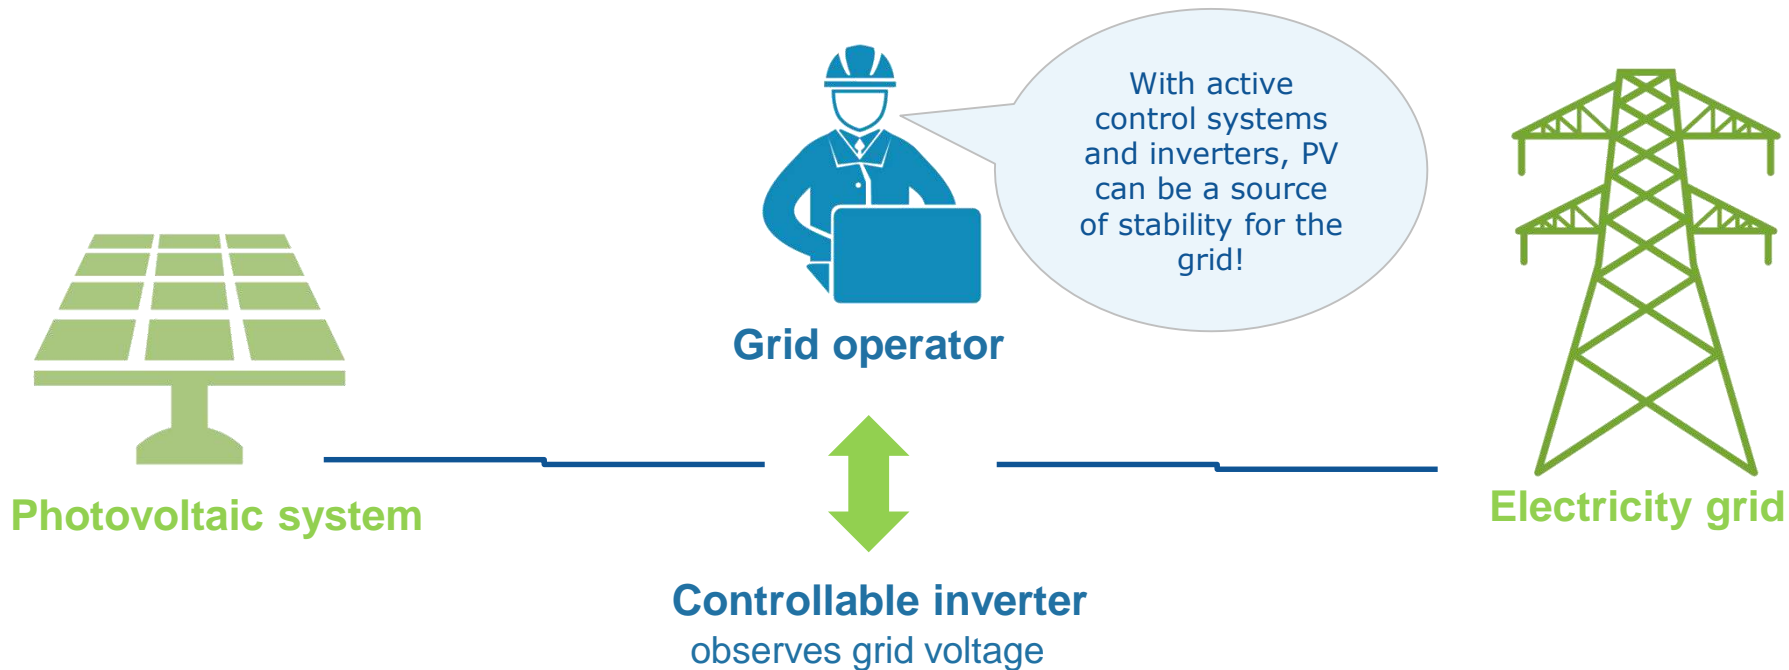 With active
control systems
and inverters, PV
can be a source
of stability for the
grid!
Grid operator
Photovoltaic system
Electricity grid
Controllable inverter
observes grid voltage